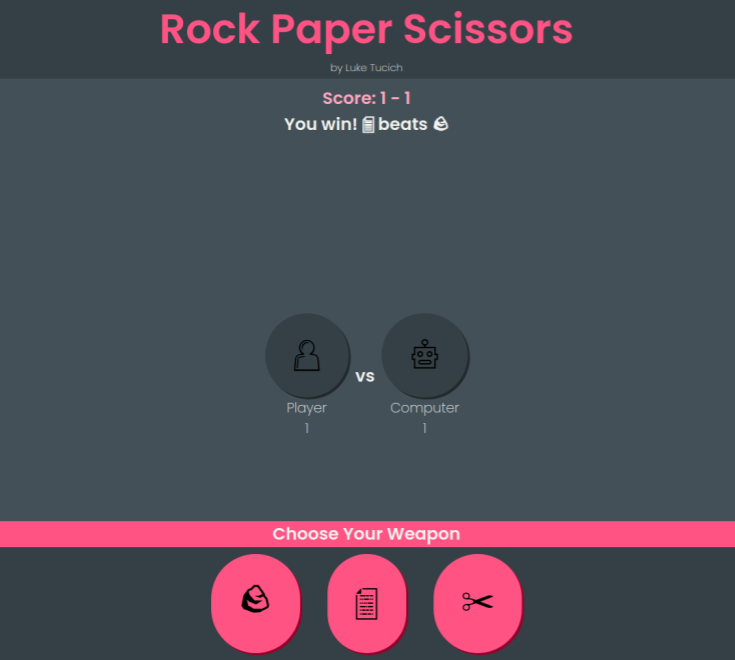 Rock Paper Scissors
by Luke Tucich
Score: 1 - 1
You win! beats
vs
Player
Computer
1
1
Choose Your Weapon